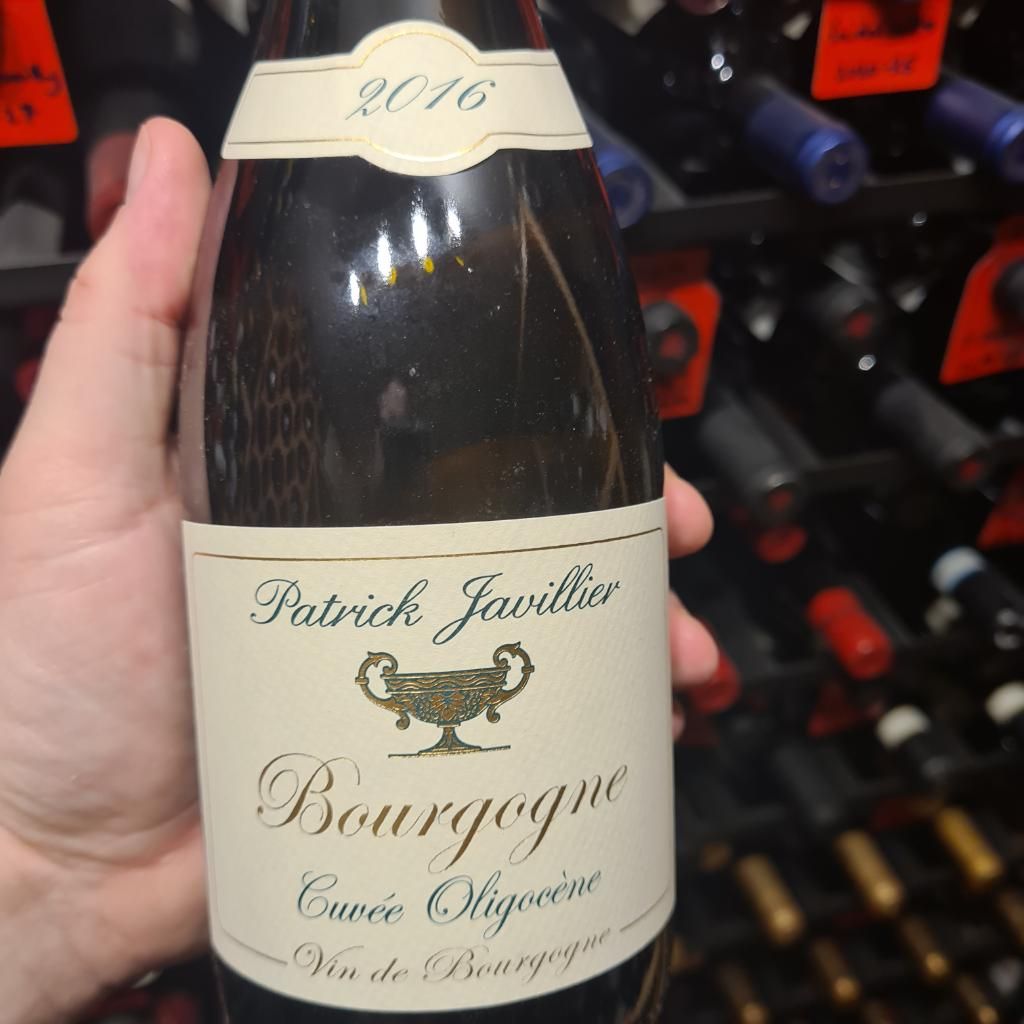 2016
Patrick Javillier
Bourgogne
Cuvée Oligocène
Vin de Bourgogne